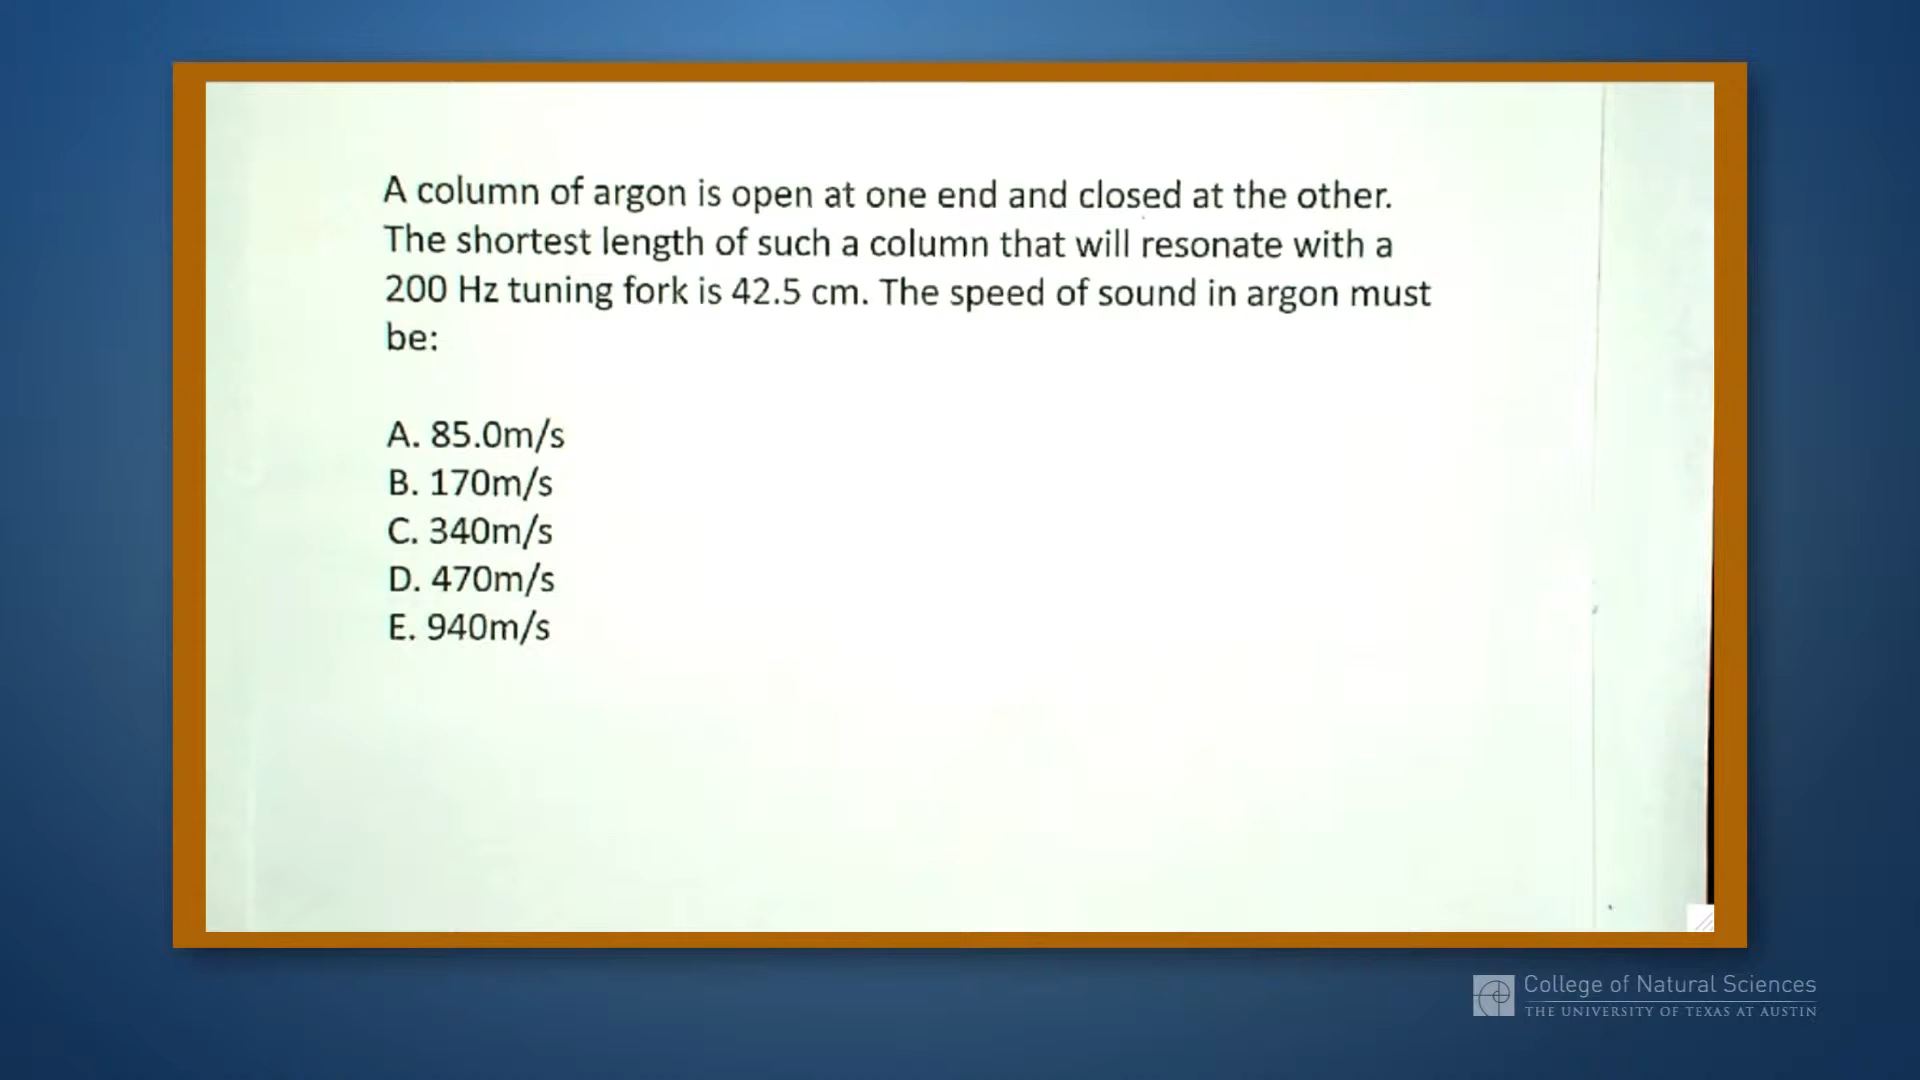 A column of argon is open at one end and closed at the other.
The shortest length of such a column that will resonate with a
200 Hz tuning fork is 42.5 cm. The speed of sound in argon must
be:
A. 85.0m/s
B. 170m/s
C. 340m/s
D. 470m/s
E. 940m/s
College of Natural Sciences
THE UNIVERSITY OF TEXAS AT AUSTIN